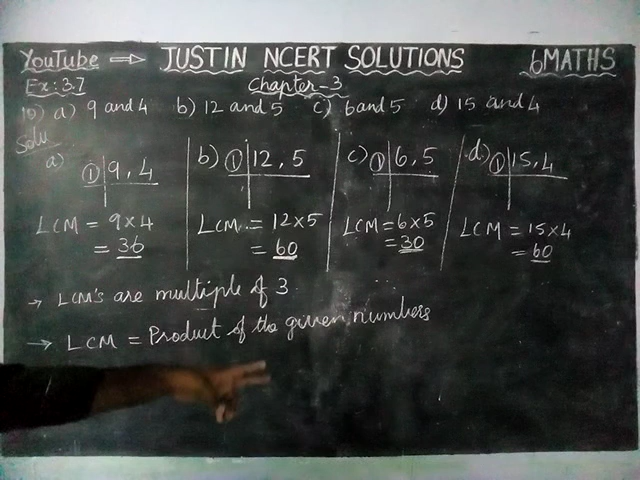 YouTube ⇒ JUSTIN NCERT SOLUTIONS 6MATHS
Ex: 3.7 Chapter-3
10) a) 9 and 4 b) 12 and 5 c) 6 and 5 d) 15 and 4
Solu
a) ① 9, 4
LCM = 9×4
= 36
b) ① 12, 5
LCM = 12×5
= 60
c) ① 6, 5
LCM = 6×5
= 30
d) ① 15, 4
LCM = 15×4
= 60
→ LCM's are multiple of 3.
→ LCM = Product of the given numbers